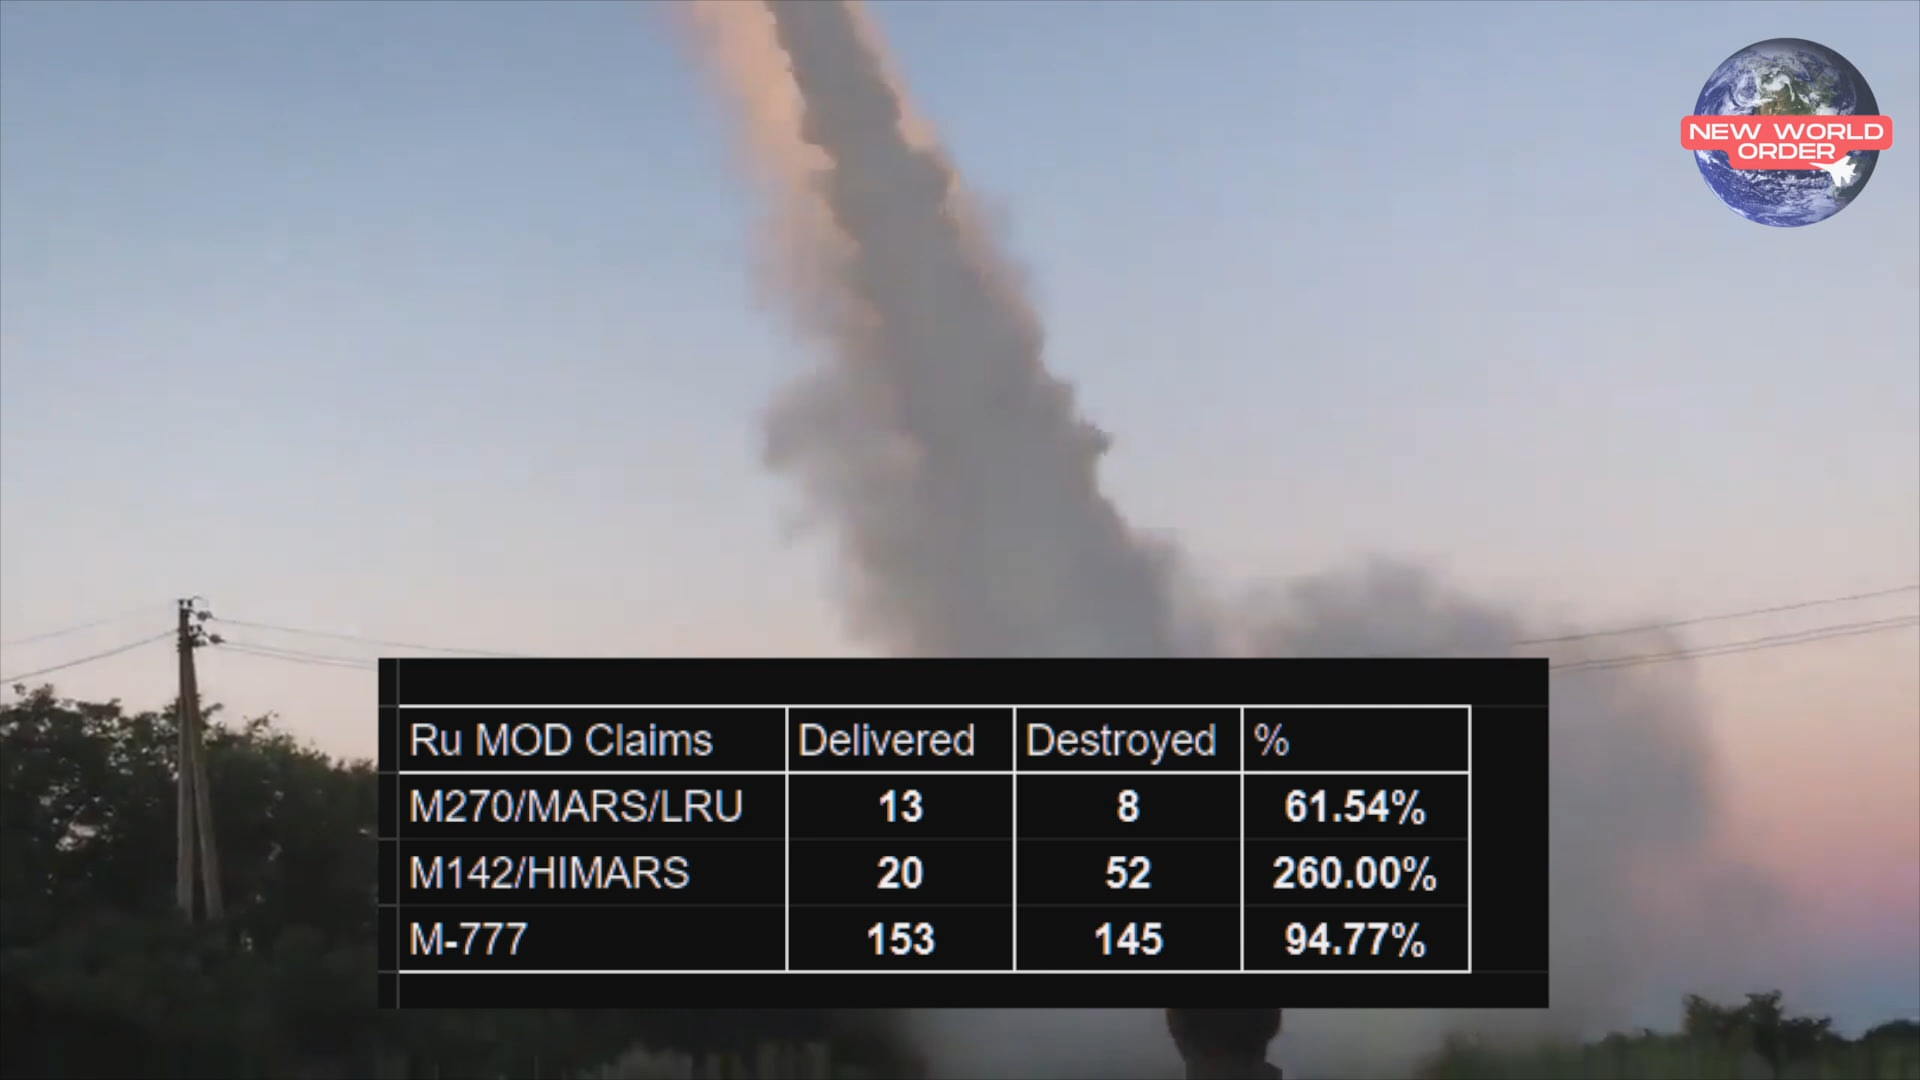 NEW WORLD
ORDER
Ru MOD Claims Delivered Destroyed %
M270/MARS/LRU 13 8 61.54%
M142/HIMARS 20 52 260.00%
M-777 153 145 94.77%